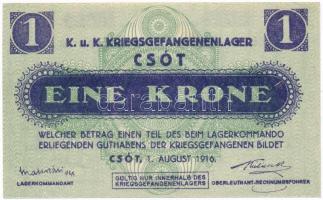 1 1
K. u. K. KRIEGSGEFANGENENLAGER
CSÓT
EINE KRONE
WELCHER BETRAG EINEN TEIL DES BEIM LAGERKOMMANDO
ERLIEGENDEN GUTHABENS DER KRIEGSGEFANGENEN BILDET
CSÓT, 1. AUGUST 1916.
LAGERKOMMANDANT
GÜLTIG NUR INNERHALB DES
KRIEGSGEFANGENENLAGERS
OBERLEUTNANT-RECHNUNGSFÜHRER